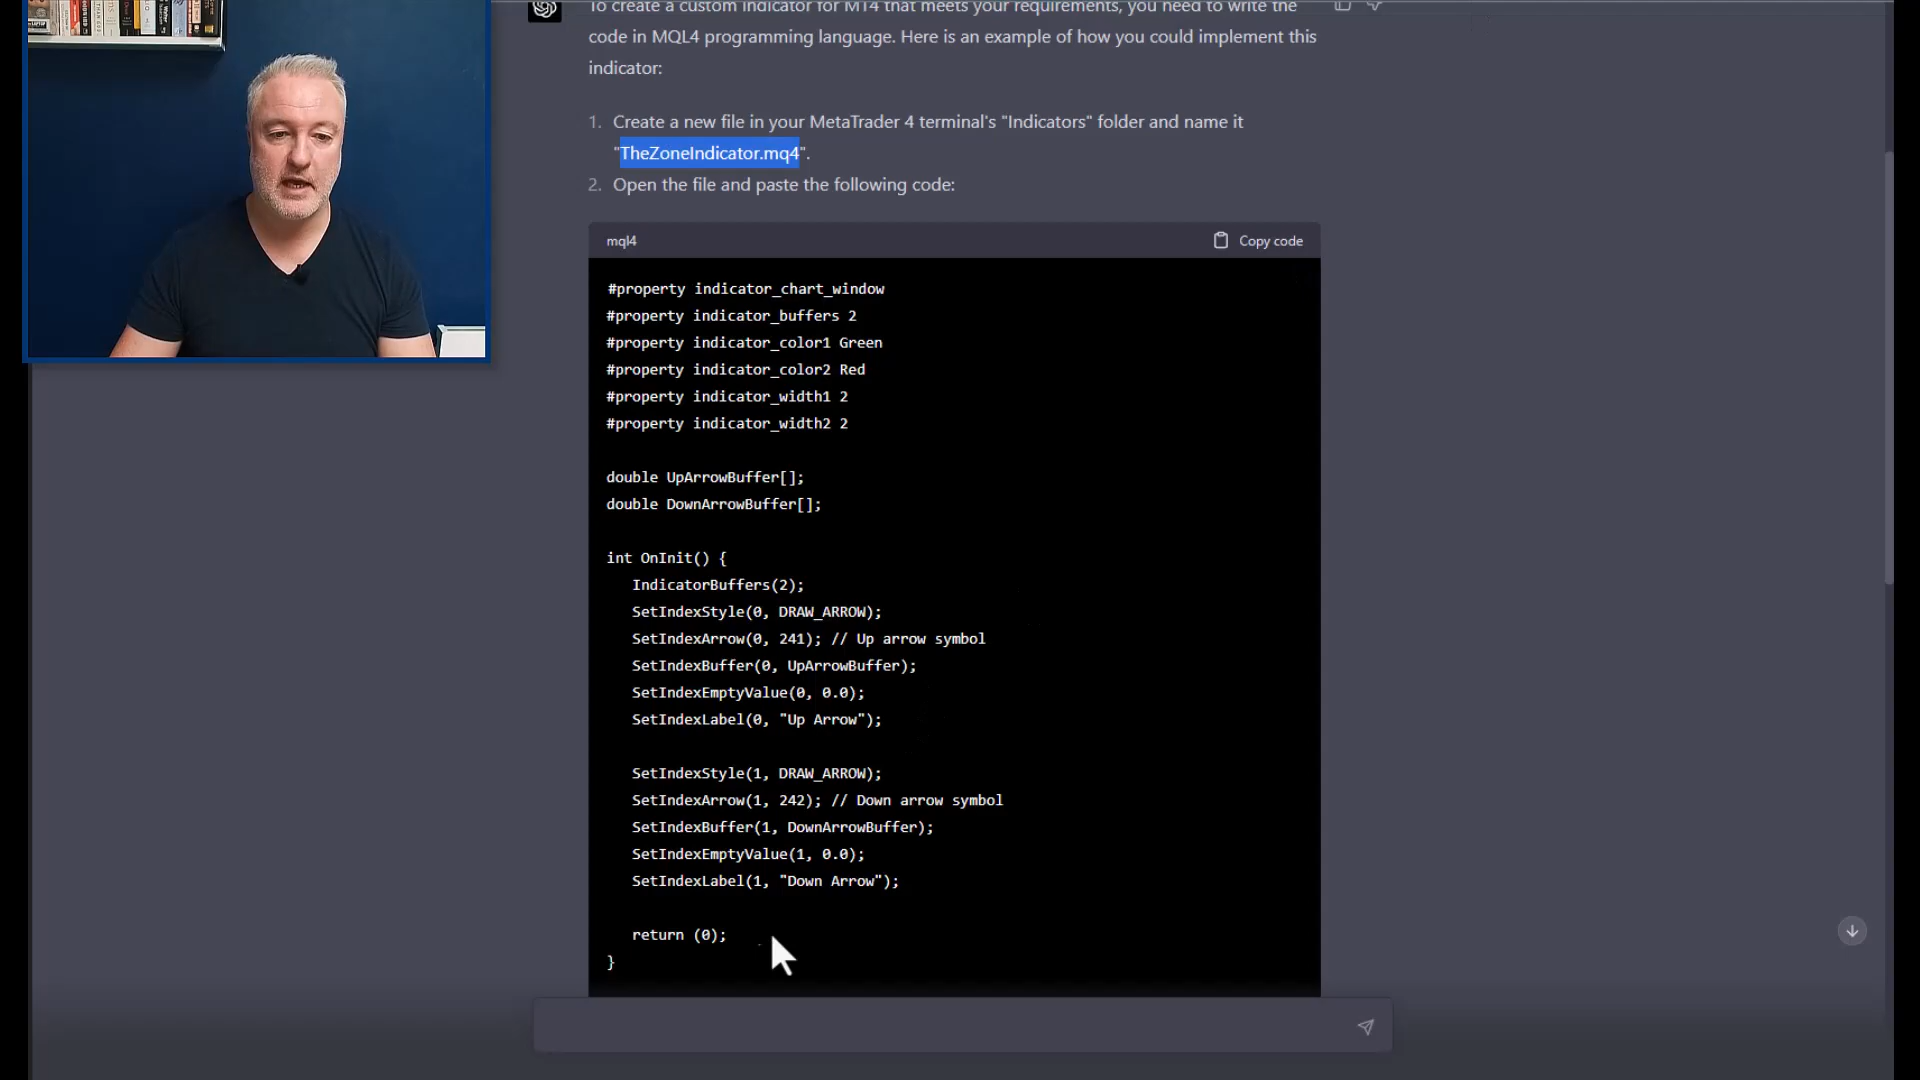 To create a custom indicator for MT4 that meets your requirements, you need to write the
code in MQL4 programming language. Here is an example of how you could implement this
indicator:
1. Create a new file in your MetaTrader 4 terminal's "Indicators" folder and name it
"TheZoneIndicator.mq4".
2. Open the file and paste the following code:
mql4
Copy code
#property indicator_chart_window
#property indicator_buffers 2
#property indicator_color1 Green
#property indicator_color2 Red
#property indicator_width1 2
#property indicator_width2 2
double UpArrowBuffer[];
double DownArrowBuffer[];
int OnInit() {
IndicatorBuffers(2);
SetIndexStyle(0, DRAW_ARROW);
SetIndexArrow(0, 241); // Up arrow symbol
SetIndexBuffer(0, UpArrowBuffer);
SetIndexEmptyValue(0, 0.0);
SetIndexLabel(0, "Up Arrow");
SetIndexStyle(1, DRAW_ARROW);
SetIndexArrow(1, 242); // Down arrow symbol
SetIndexBuffer(1, DownArrowBuffer);
SetIndexEmptyValue(1, 0.0);
SetIndexLabel(1, "Down Arrow");
return (0);
}